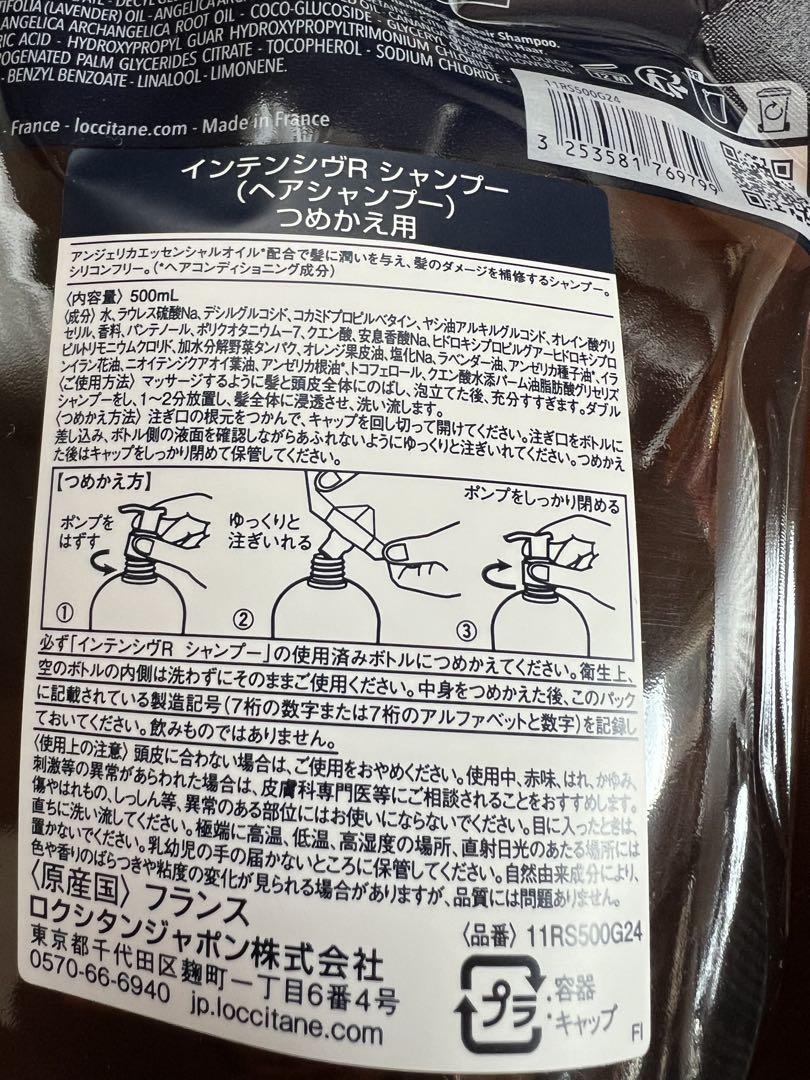 TIFOLIA (LAVENDER) OIL - ANGELICA
ANGELICA ARCHANGELICA ROOT OIL - COCO-GLUCOSIDE - GLYCERYL
RIC ACID - HYDROXYPROPYL GUAR HYDROXYPROPYLTRIMONIUM CHLORIDE
OGENATED PALM GLYCERIDES CITRATE - TOCOPHEROL - SODIUM CHLORIDE -
- BENZYL BENZOATE - LINALOOL - LIMONENE.
air Shampoo.
hair.
12M
. France - loccitane.com - Made in France
11RS500G24
3 253581 769799
インテンシヴR シャンプー
(ヘアシャンプー)
つめかえ用
アンジェリカエッセンシャルオイル*配合で髪に潤いを与え、髪のダメージを補修するシャンプー。
シリコンフリー。(*ヘアコンディショニング成分)
〈内容量〉 500mL
〈成分〉水、ラウレス硫酸Na、デシルグルコシド、コカミドプロピルベタイン、ヤシ油アルキルグルコシド、オレイン酸グリ
セリル、香料、パンテノール、ポリクオタニウム-7、クエン酸、安息香酸Na、ヒドロキシプロピルグアーヒドロキシプロ
ピルトリモニウムクロリド、加水分解野菜タンパク、オレンジ果皮油、塩化Na、ラベンダー油、アンゼリカ種子油*、イラ
ンイラン花油、ニオイテンジクアオイ葉油、アンゼリカ根油*、トコフェロール、クエン酸水添パーム油脂肪酸グリセリズ
〈ご使用方法〉マッサージするように髪と頭皮全体にのばし、泡立てた後、充分すすぎます。ダブル
シャンプーをし、1～2分放置し、髪全体に浸透させ、洗い流します。
〈つめかえ方法〉注ぎ口の根元をつかんで、キャップを回し切って開けてください。注ぎ口をボトルに
差し込み、ボトル側の液面を確認しながらあふれないようにゆっくりと注ぎいれてください。つめかえ
た後はキャップをしっかり閉めて保管してください。
【つめかえ方】
ポンプを
はずす
①
ゆっくりと
注ぎいれる
②
ポンプをしっかり閉める
③
必ず「インテンシヴR シャンプー」の使用済みボトルにつめかえてください。衛生上、
空のボトルの内側は洗わずにそのままご使用ください。中身をつめかえた後、このパック
に記載されている製造記号(7桁の数字または7桁のアルファベットと数字)を記録し
ておいてください。飲みものではありません。
〈使用上の注意〉頭皮に合わない場合は、ご使用をおやめください。使用中、赤味、はれ、かゆみ、
刺激等の異常があらわれた場合は、皮膚科専門医等にご相談されることをおすすめします。
傷やはれもの、しっしん等、異常のある部位にはお使いにならないでください。目に入ったときは、
直ちに洗い流してください。極端に高温、低温、高湿度の場所、直射日光のあたる場所には
置かないでください。乳幼児の手の届かないところに保管してください。自然由来成分により、
色や香りのばらつきや粘度の変化が見られる場合がありますが、品質には問題ありません。
〈原産国〉フランス
ロクシタンジャポン株式会社
東京都千代田区麹町一丁目6番4号
0570-66-6940 jp.loccitane.com
〈品番〉11RS500G24
プラ
:容器
・キャップ
FI